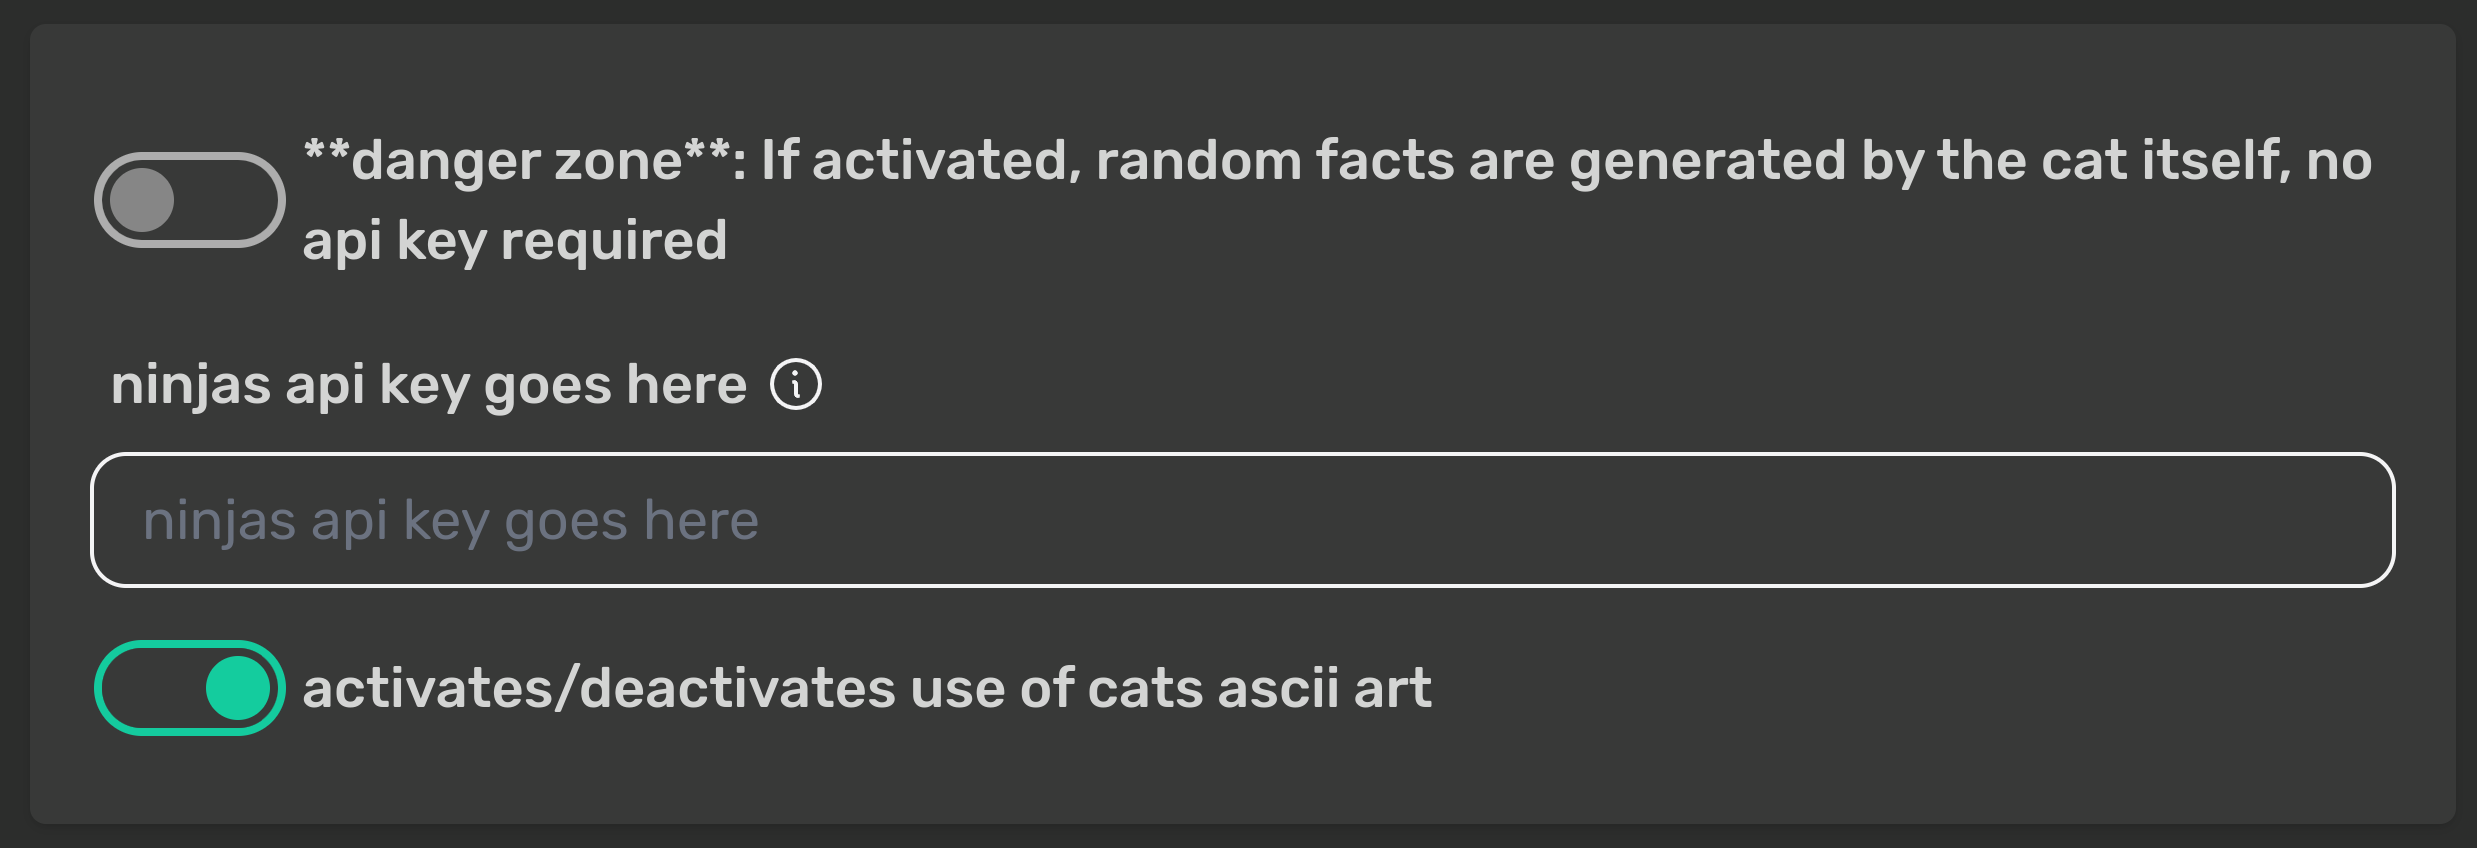 **danger zone**: If activated, random facts are generated by the cat itself, no
api key required
ninjas api key goes here
ninjas api key goes here
activates/deactivates use of cats ascii art